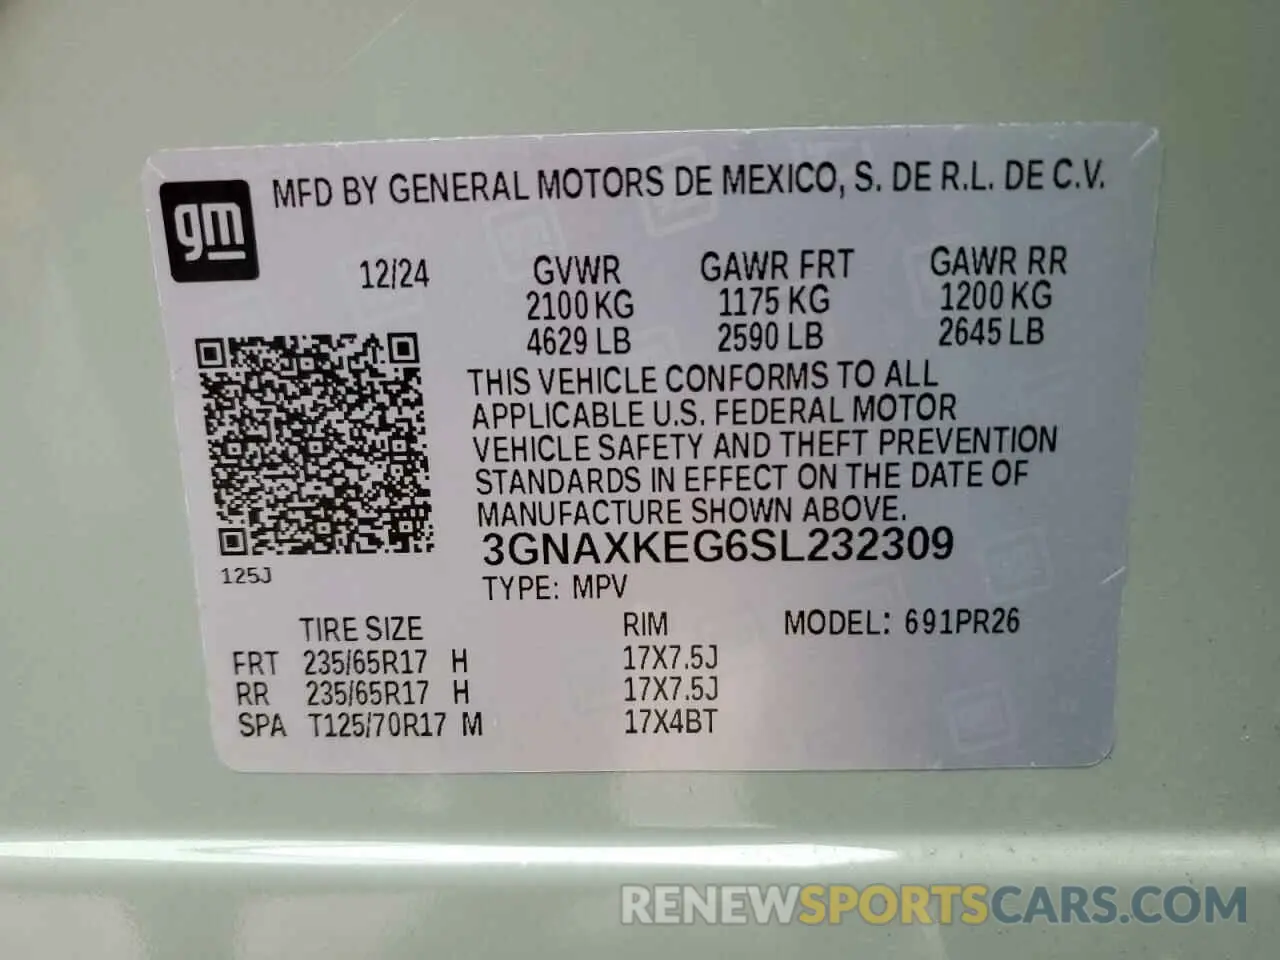 gm MFD BY GENERAL MOTORS DE MEXICO, S. DE R.L. DE C.V.
12/24 GVWR GAWR FRT GAWR RR
2100 KG 1175 KG 1200 KG
4629 LB 2590 LB 2645 LB
THIS VEHICLE CONFORMS TO ALL
APPLICABLE U.S. FEDERAL MOTOR
VEHICLE SAFETY AND THEFT PREVENTION
STANDARDS IN EFFECT ON THE DATE OF
MANUFACTURE SHOWN ABOVE.
3GNAXKEG6SL232309
125J
TYPE: MPV
TIRE SIZE RIM MODEL: 691PR26
FRT 235/65R17 H 17X7.5J
RR 235/65R17 H 17X7.5J
SPA T125/70R17 M 17X4BT
RENEWSPORTSCARS.COM